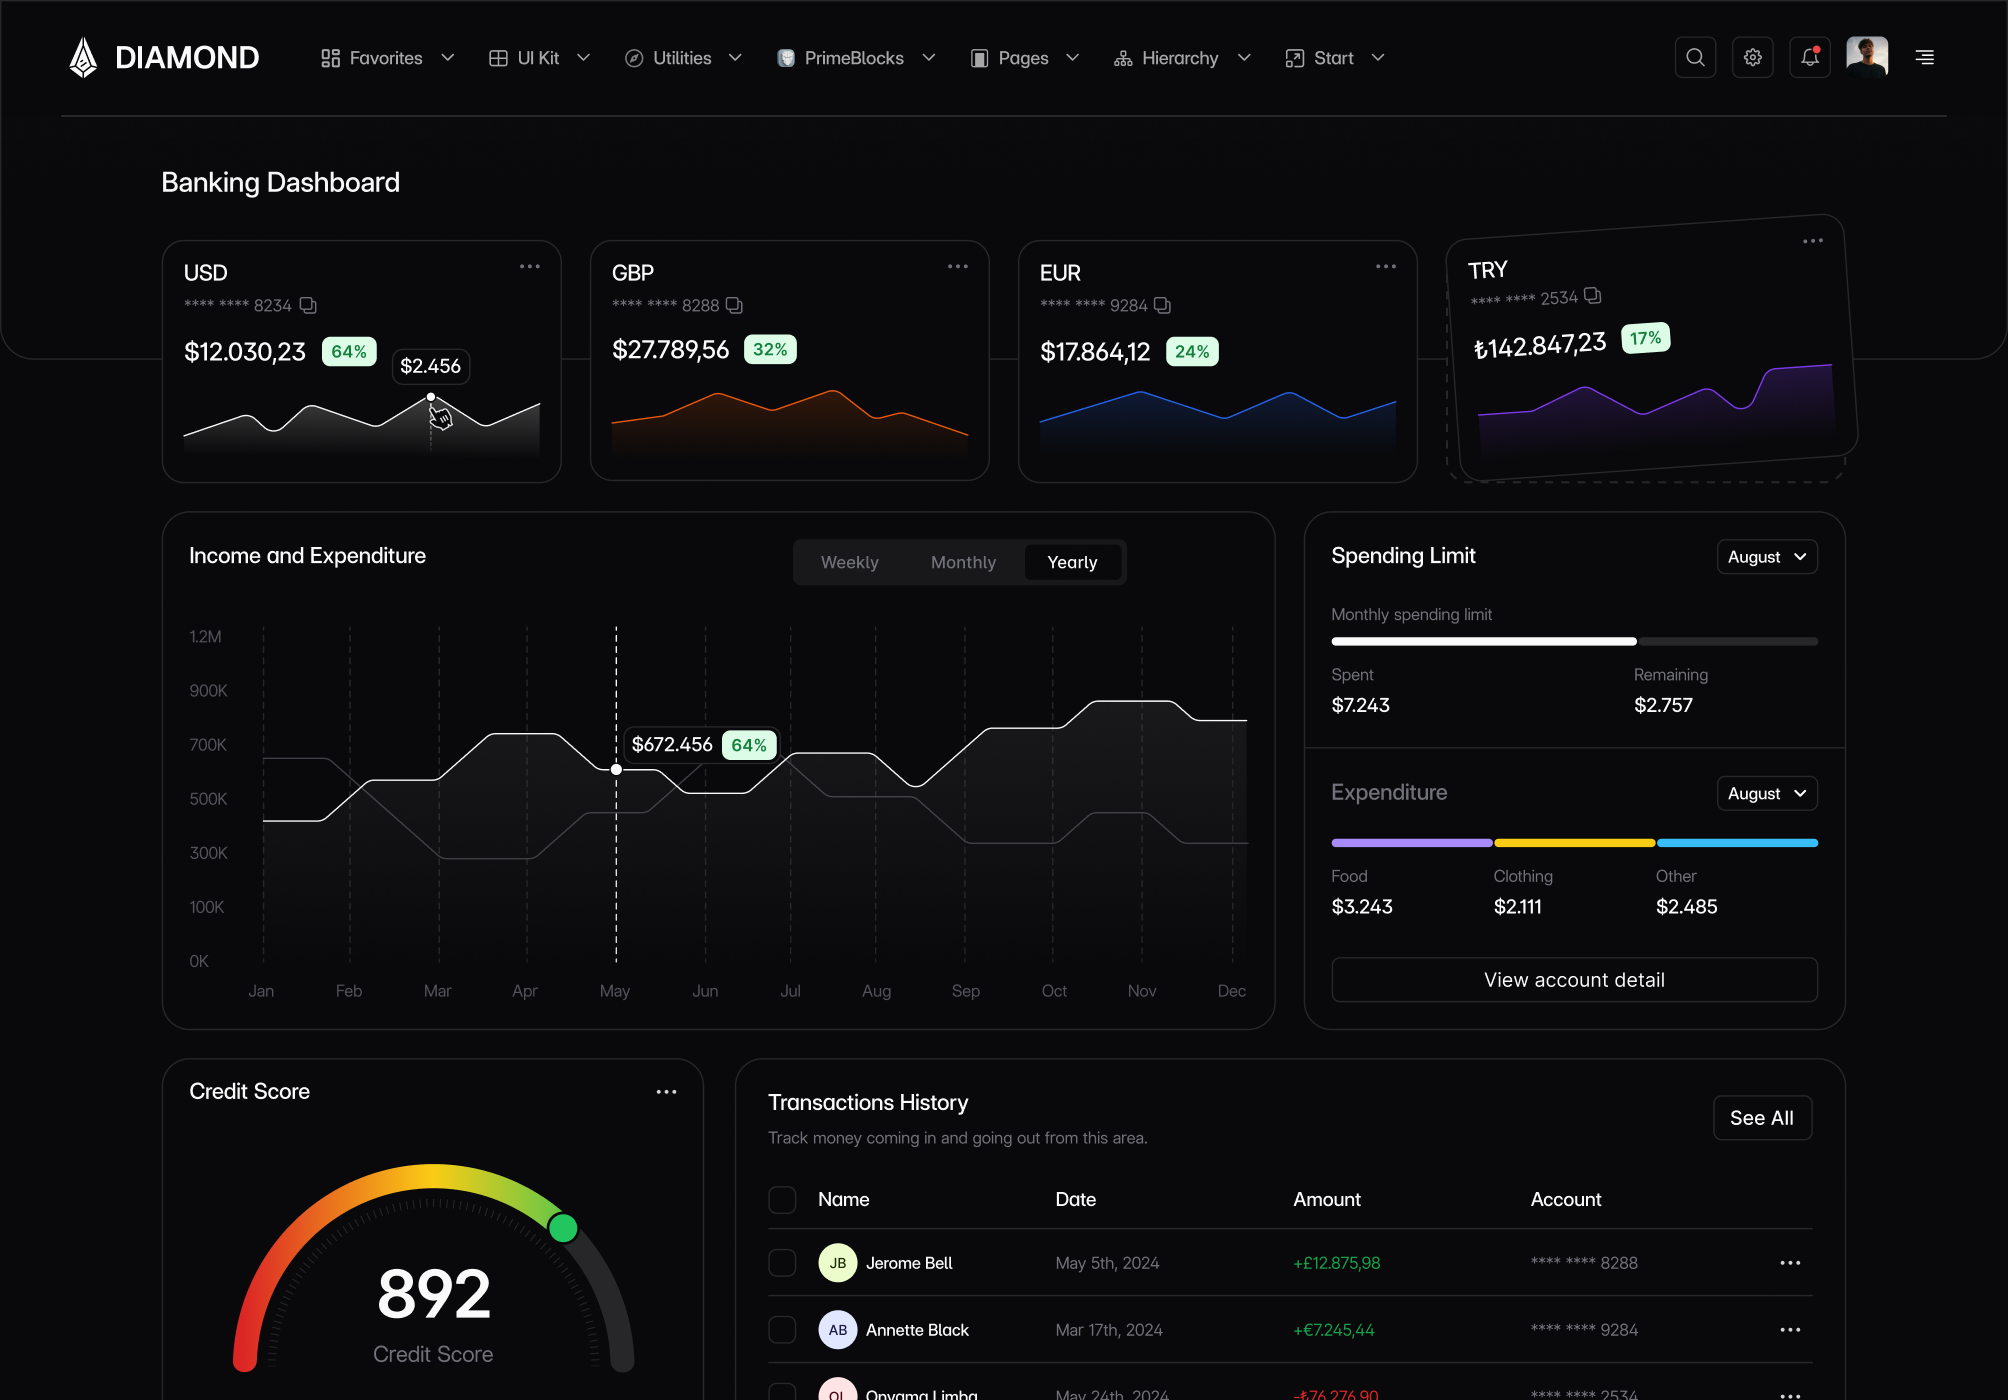 DIAMOND
Favorites
UI Kit
Utilities
PrimeBlocks
Pages
Hierarchy
Start
Banking Dashboard
USD
**** **** 8234
$12.030,23 64%
$2.456
GBP
**** **** 8288
$27.789,56 32%
EUR
**** **** 9284
$17.864,12 24%
TRY
**** **** 2534
₺142.847,23 17%
Income and Expenditure
Weekly Monthly Yearly
1.2M
900K
700K
500K
300K
100K
0K
$672.456 64%
Jan Feb Mar Apr May Jun Jul Aug Sep Oct Nov Dec
Spending Limit
August
Monthly spending limit
Spent Remaining
$7.243 $2.757
Expenditure
August
Food Clothing Other
$3.243 $2.111 $2.485
View account detail
Credit Score
892
Credit Score
Transactions History
Track money coming in and going out from this area.
See All
Name Date Amount Account
JB Jerome Bell May 5th, 2024 +£12.875,98 **** **** 8288
AB Annette Black Mar 17th, 2024 +€7.245,44 **** **** 9284
Onyama Limba May 24th, 2024 -₺76.276,90 **** **** 2534